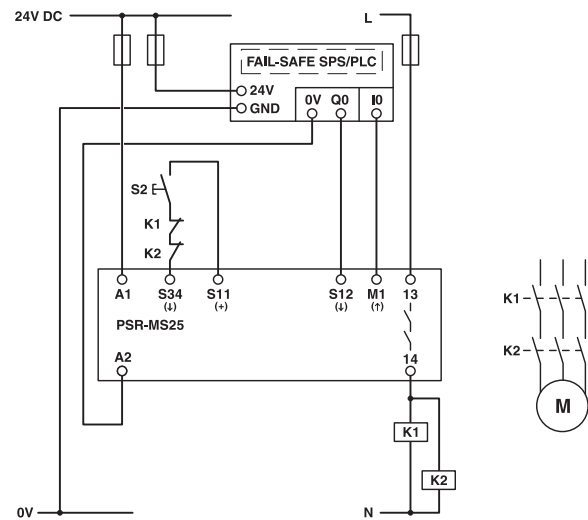 24V DC
L
FAIL-SAFE SPS/PLC
24V
GND
0V Q0 I0
S2
K1
K2
A1 S34 S11 S12 M1 13
(↓) (+) (↓) (↑)
PSR-MS25
A2
14
K1
K2
0V
N
K1
K2
M